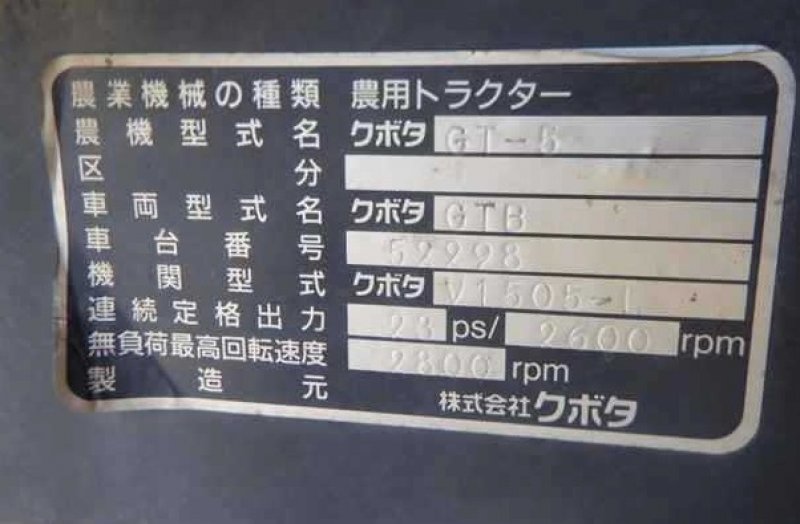 農業機械の種類 農用トラクター
農機型式名 クボタ GT-5
区分
車両型式名 クボタ GTB
車台番号 52998
機関型式 クボタ V1505-L
連続定格出力 23 ps/ 2600 rpm
無負荷最高回転速度 2800 rpm
製造元 株式会社クボタ